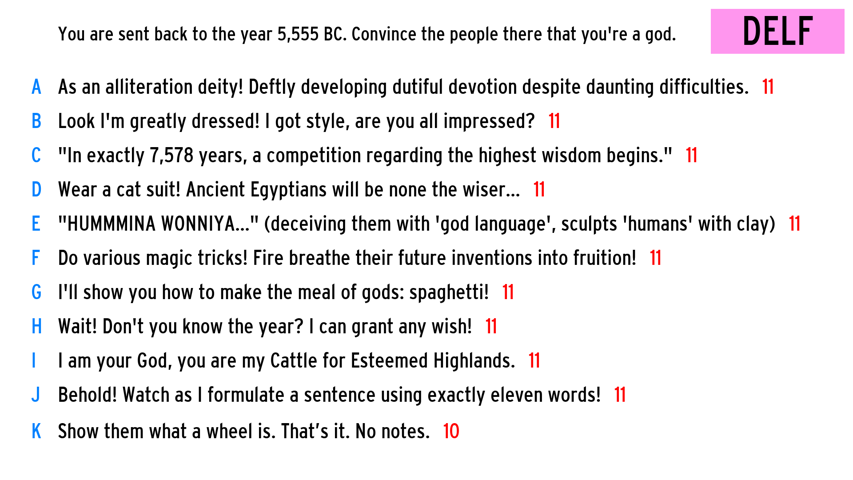 You are sent back to the year 5,555 BC. Convince the people there that you're a god.
DELF
A As an alliteration deity! Deftly developing dutiful devotion despite daunting difficulties. 11
B Look I'm greatly dressed! I got style, are you all impressed? 11
C "In exactly 7,578 years, a competition regarding the highest wisdom begins." 11
D Wear a cat suit! Ancient Egyptians will be none the wiser... 11
E "HUMMMINA WONNIYA..." (deceiving them with 'god language', sculpts 'humans' with clay) 11
F Do various magic tricks! Fire breathe their future inventions into fruition! 11
G I'll show you how to make the meal of gods: spaghetti! 11
H Wait! Don't you know the year? I can grant any wish! 11
I I am your God, you are my Cattle for Esteemed Highlands. 11
J Behold! Watch as I formulate a sentence using exactly eleven words! 11
K Show them what a wheel is. That’s it. No notes. 10